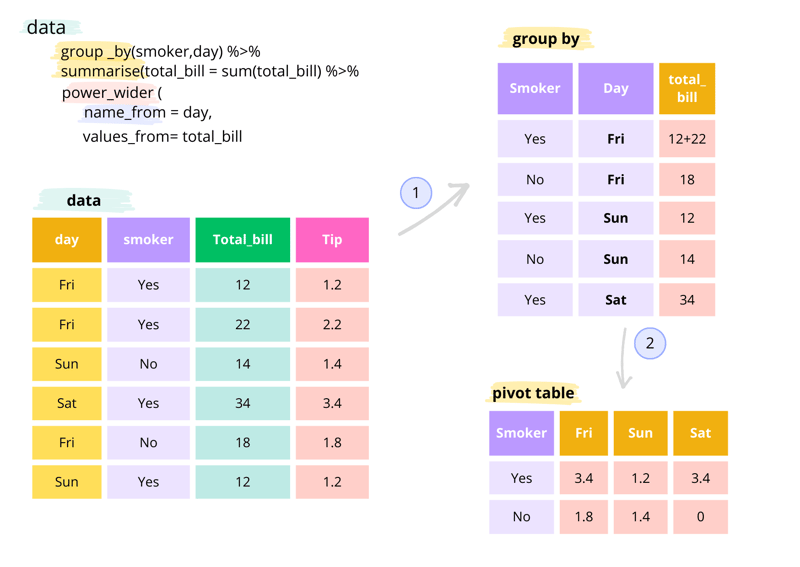 data
group _by(smoker,day) %>%
summarise(total_bill = sum(total_bill) %>%
power_wider (
name_from = day,
values_from= total_bill
data
day smoker Total_bill Tip
Fri Yes 12 1.2
Fri Yes 22 2.2
Sun No 14 1.4
Sat Yes 34 3.4
Fri No 18 1.8
Sun Yes 12 1.2
1
group by
Smoker Day total_
bill
Yes Fri 12+22
No Fri 18
Yes Sun 12
No Sun 14
Yes Sat 34
2
pivot table
Smoker Fri Sun Sat
Yes 3.4 1.2 3.4
No 1.8 1.4 0